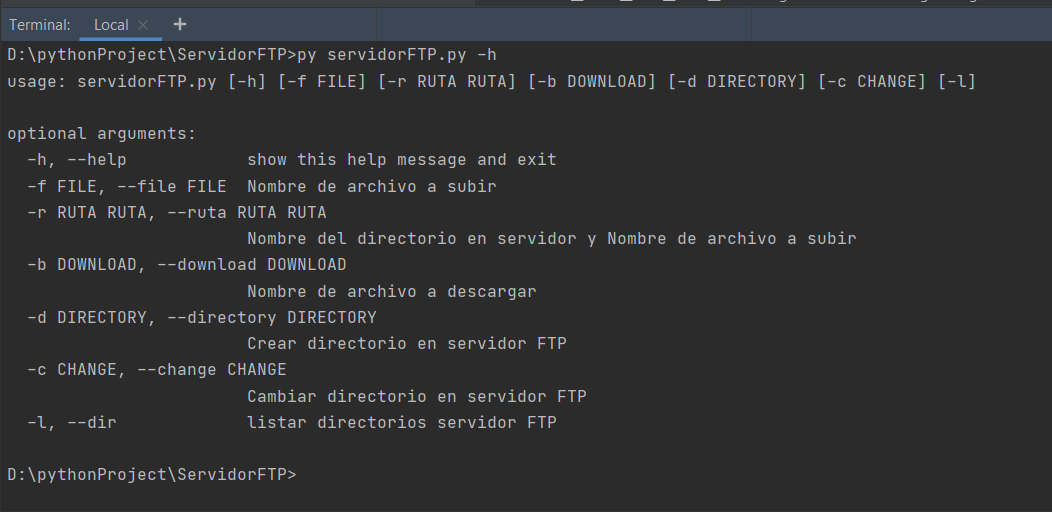 Terminal: Local × +
D:\pythonProject\ServidorFTP>py servidorFTP.py -h
usage: servidorFTP.py [-h] [-f FILE] [-r RUTA RUTA] [-b DOWNLOAD] [-d DIRECTORY] [-c CHANGE] [-l]
optional arguments:
-h, --help show this help message and exit
-f FILE, --file FILE Nombre de archivo a subir
-r RUTA RUTA, --ruta RUTA RUTA
Nombre del directorio en servidor y Nombre de archivo a subir
-b DOWNLOAD, --download DOWNLOAD
Nombre de archivo a descargar
-d DIRECTORY, --directory DIRECTORY
Crear directorio en servidor FTP
-c CHANGE, --change CHANGE
Cambiar directorio en servidor FTP
-l, --dir listar directorios servidor FTP
D:\pythonProject\ServidorFTP>